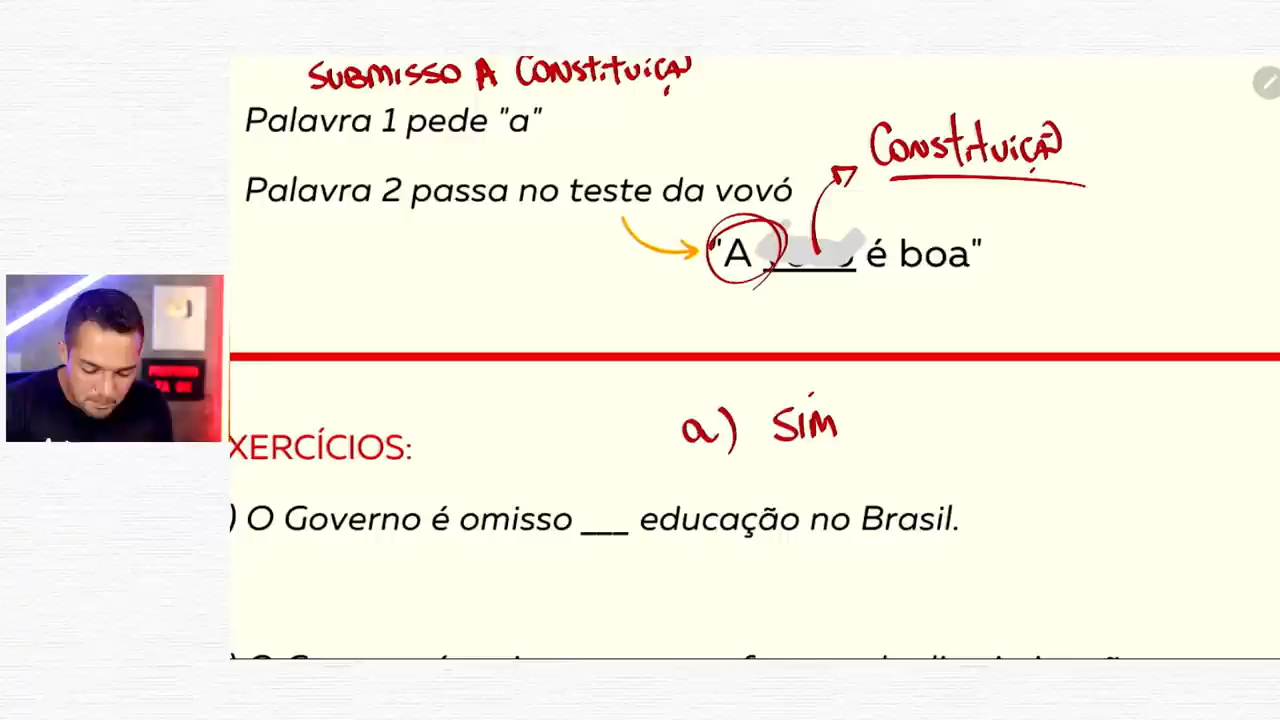 SUBMISSO A CONSTITUIÇÃ
Palavra 1 pede "a"
Palavra 2 passa no teste da vovó
CONSTITUIÇÃO
"A é boa"
a) SIM
XERCÍCIOS:
) O Governo é omisso ___ educação no Brasil.